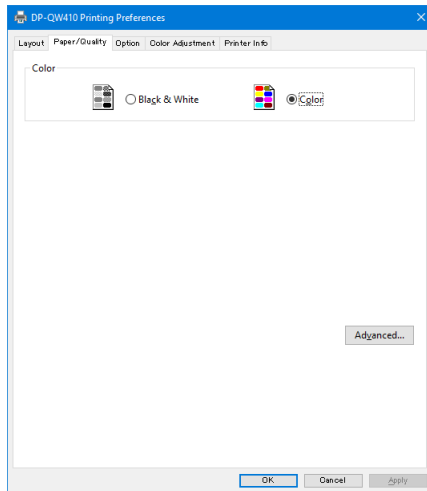 DP-QW410 Printing Preferences
Layout Paper/Quality Option Color Adjustment Printer Info
Color
Black & White Color
Advanced...
OK Cancel Apply